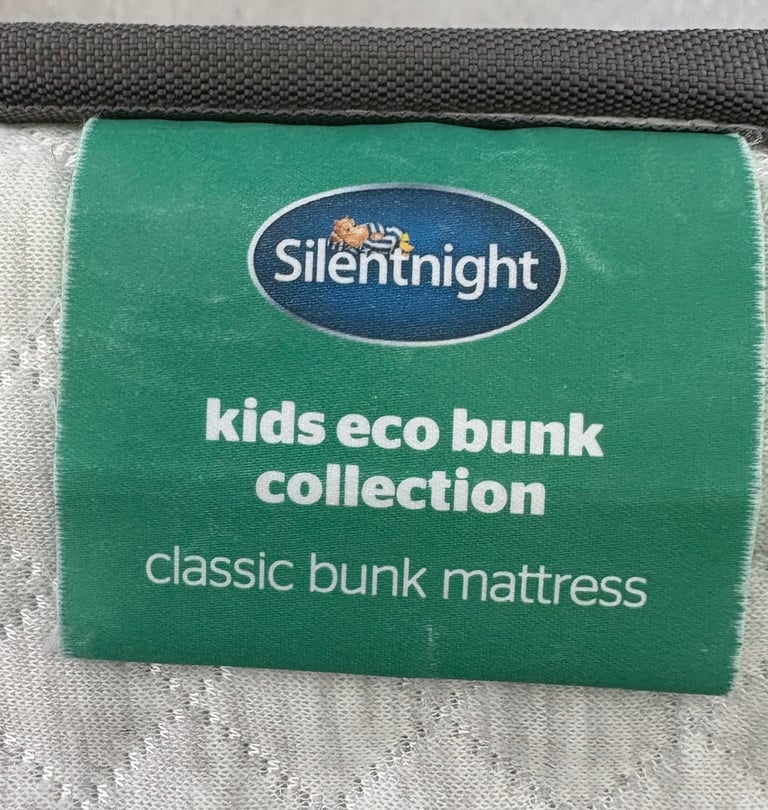 Silentnight
kids eco bunk
collection
classic bunk mattress